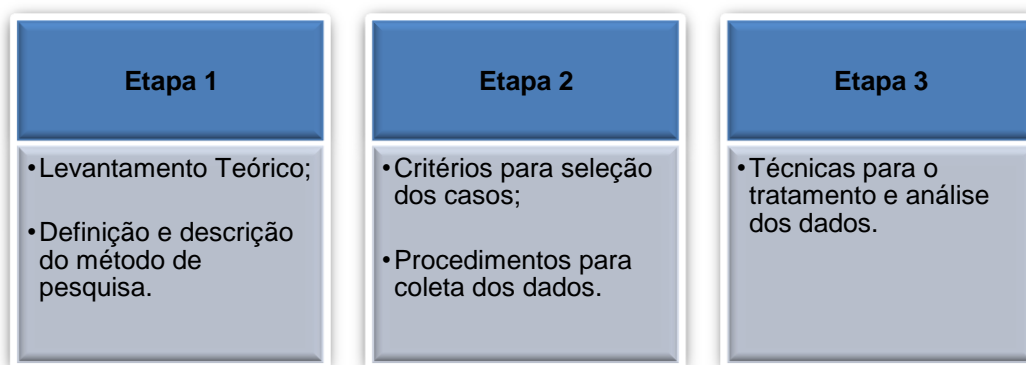 Etapa 1
•Levantamento Teórico;
•Definição e descrição
do método de
pesquisa.
Etapa 2
•Critérios para seleção
dos casos;
•Procedimentos para
coleta dos dados.
Etapa 3
•Técnicas para o
tratamento e análise
dos dados.